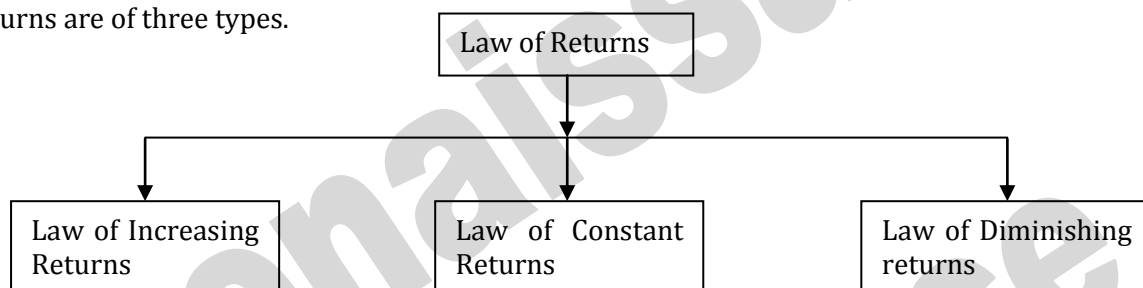 urns are of three types.
Law of Returns
Law of Increasing
Returns
Law of Constant
Returns
Law of Diminishing
returns